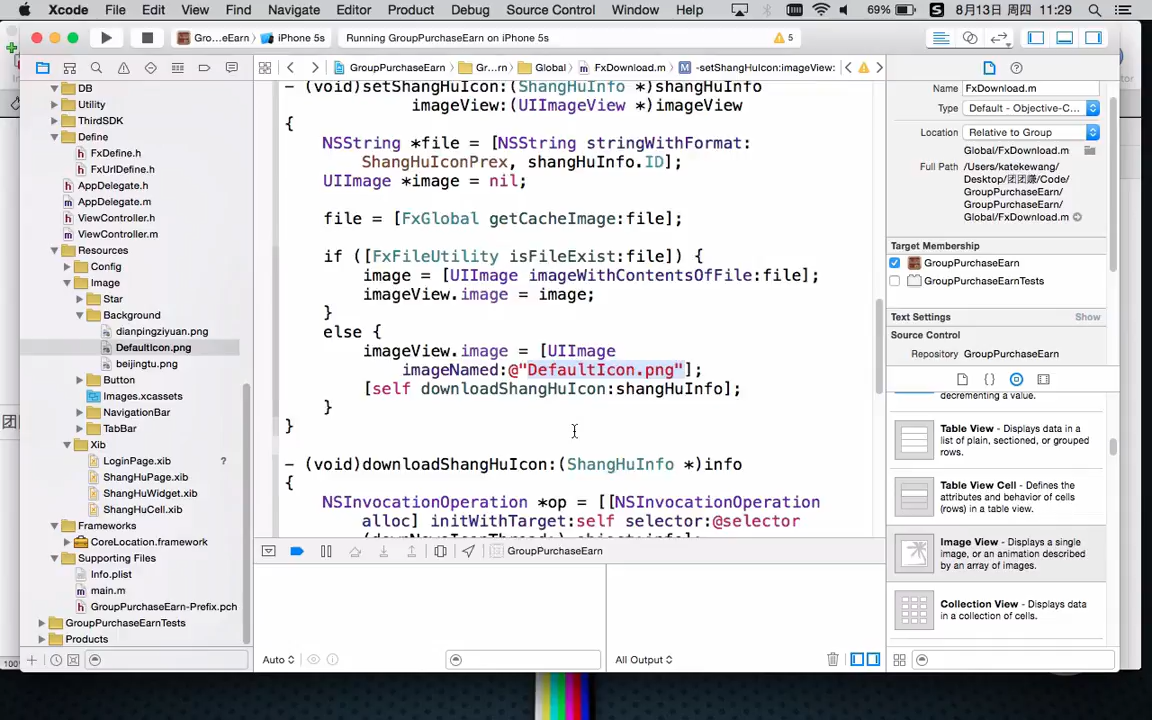 Xcode File Edit View Find Navigate Editor Product Debug Source Control Window Help 69% 8月13日 周四 11:29
Gro...eEarn iPhone 5s Running GroupPurchaseEarn on iPhone 5s 5
GroupPurchaseEarn Gr...rn Global FxDownload.m M -setShangHuIcon:imageView:
DB
Utility
ThirdSDK
Define
FxDefine.h
FxUrlDefine.h
AppDelegate.h
AppDelegate.m
ViewController.h
ViewController.m
Resources
Config
Image
Star
Background
dianpingziyuan.png
DefaultIcon.png
beijingtu.png
Button
Images.xcassets
NavigationBar
TabBar
Xib
LoginPage.xib ?
ShangHuPage.xib
ShangHuWidget.xib
ShangHuCell.xib
Frameworks
CoreLocation.framework
Supporting Files
Info.plist
main.m
GroupPurchaseEarn-Prefix.pch
GroupPurchaseEarnTests
Products
- (void)setShangHuIcon:(ShangHuInfo *)shangHuInfo
imageView:(UIImageView *)imageView
{
NSString *file = [NSString stringWithFormat:
ShangHuIconPrex, shangHuInfo.ID];
UIImage *image = nil;
file = [FxGlobal getCacheImage:file];
if ([FxFileUtility isFileExist:file]) {
image = [UIImage imageWithContentsOfFile:file];
imageView.image = image;
}
else {
imageView.image = [UIImage
imageNamed:@"DefaultIcon.png"];
[self downloadShangHuIcon:shangHuInfo];
}
}
- (void)downloadShangHuIcon:(ShangHuInfo *)info
{
NSInvocationOperation *op = [[NSInvocationOperation
alloc] initWithTarget:self selector:@selector
GroupPurchaseEarn
Auto
All Output
Name FxDownload.m
Type Default - Objective-C...
Location Relative to Group
Global/FxDownload.m
Full Path /Users/katekewang/
Desktop/团团赚/Code/
GroupPurchaseEarn/
GroupPurchaseEarn/
Global/FxDownload.m
Target Membership
GroupPurchaseEarn
GroupPurchaseEarnTests
Text Settings Show
Source Control
Repository GroupPurchaseEarn
decrementing a value.
Table View - Displays data in a
list of plain, sectioned, or grouped
rows.
Table View Cell - Defines the
attributes and behavior of cells
(rows) in a table view.
Image View - Displays a single
image, or an animation described
by an array of images.
Collection View - Displays data
in a collection of cells.